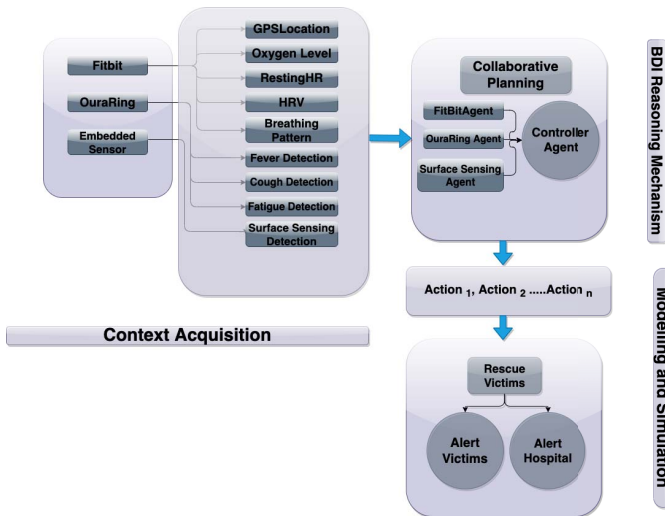 Fitbit
OuraRing
Embedded
Sensor
GPSLocation
Oxygen Level
RestingHR
HRV
Breathing
Pattern
Fever Detection
Cough Detection
Fatigue Detection
Surface Sensing
Detection
Context Acquisition
Collaborative
Planning
FitBitAgent
OuraRing Agent
Surface Sensing
Agent
Controller
Agent
Action 1, Action 2 .....Action n
Rescue
Victims
Alert
Victims
Alert
Hospital
BDI Reasoning Mechanism
Modelling and Simulation